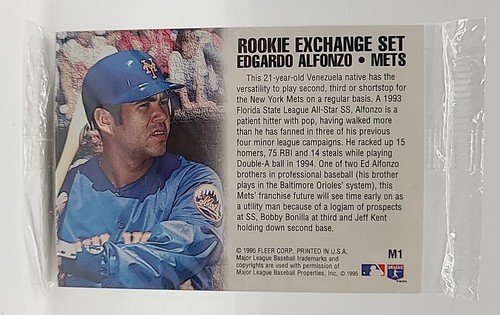 ROOKIE EXCHANGE SET
EDGARDO ALFONZO • METS
This 21-year-old Venezuela native has the
versatility to play second, third or shortstop for
the New York Mets on a regular basis. A 1993
Florida State League All-Star SS, Alfonzo is a
patient hitter with pop, having walked more
than he has fanned in three of his previous
four minor league campaigns. He racked up 15
homers, 75 RBI and 14 steals while playing
Double-A ball in 1994. One of two Ed Alfonzo
brothers in professional baseball (his brother
plays in the Baltimore Orioles' system), this
Mets' franchise future will see time early on as
a utility man because of a logjam of prospects
at SS, Bobby Bonilla at third and Jeff Kent
holding down second base.
© 1995 FLEER CORP. PRINTED IN U.S.A.
Major League Baseball trademarks and
copyrights are used with permission of
Major League Baseball Properties, Inc. © 1995
M1